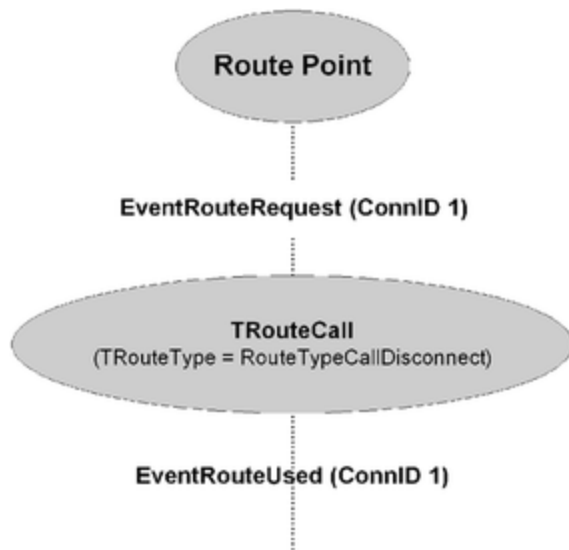 Route Point
EventRouteRequest (ConnID 1)
TRouteCall
(TRouteType = RouteTypeCallDisconnect)
EventRouteUsed (ConnID 1)